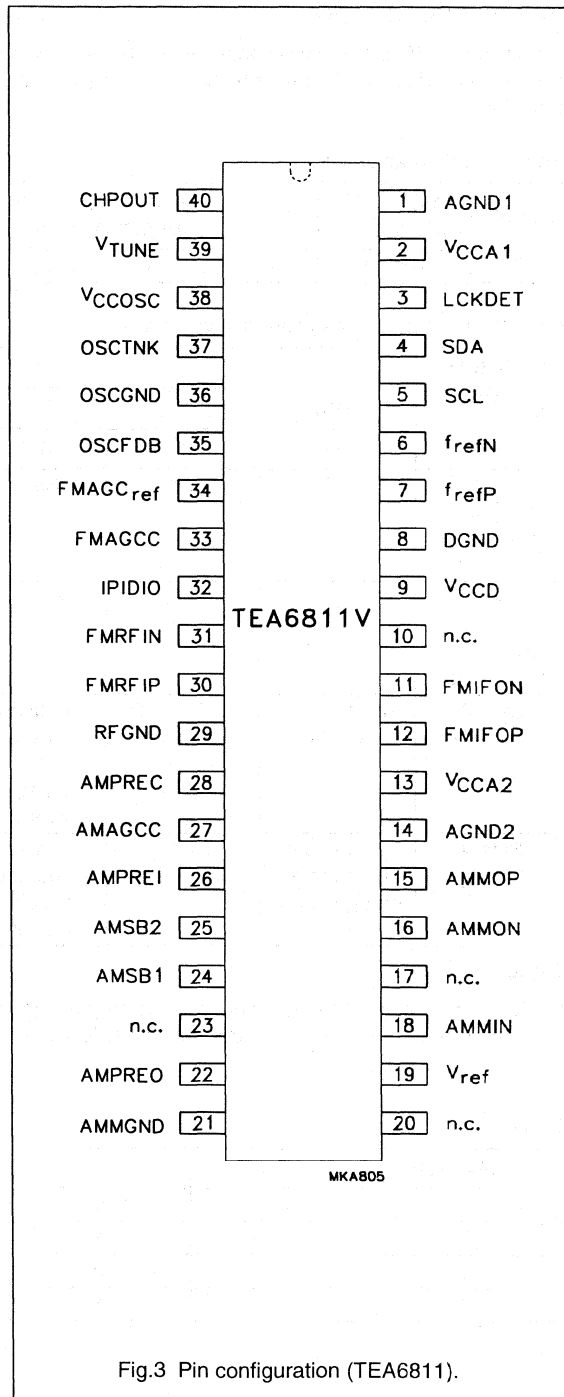 CHPOUT 40 1 AGND1
VTUNE 39 2 VCCA1
VCCOSC 38 3 LCKDET
OSCTNK 37 4 SDA
OSCGND 36 5 SCL
OSCFDB 35 6 frefN
FMAGCref 34 7 frefP
FMAGCC 33 8 DGND
IPIDIO 32 9 VCCD
TEA6811V
FMRFIN 31 10 n.c.
FMRFIP 30 11 FMIFON
RFGND 29 12 FMIFOP
AMPREC 28 13 VCCA2
AMAGCC 27 14 AGND2
AMPREI 26 15 AMMOP
AMSB2 25 16 AMMON
AMSB1 24 17 n.c.
n.c. 23 18 AMMIN
AMPREO 22 19 Vref
AMMGND 21 20 n.c.
MKA805
Fig.3 Pin configuration (TEA6811).